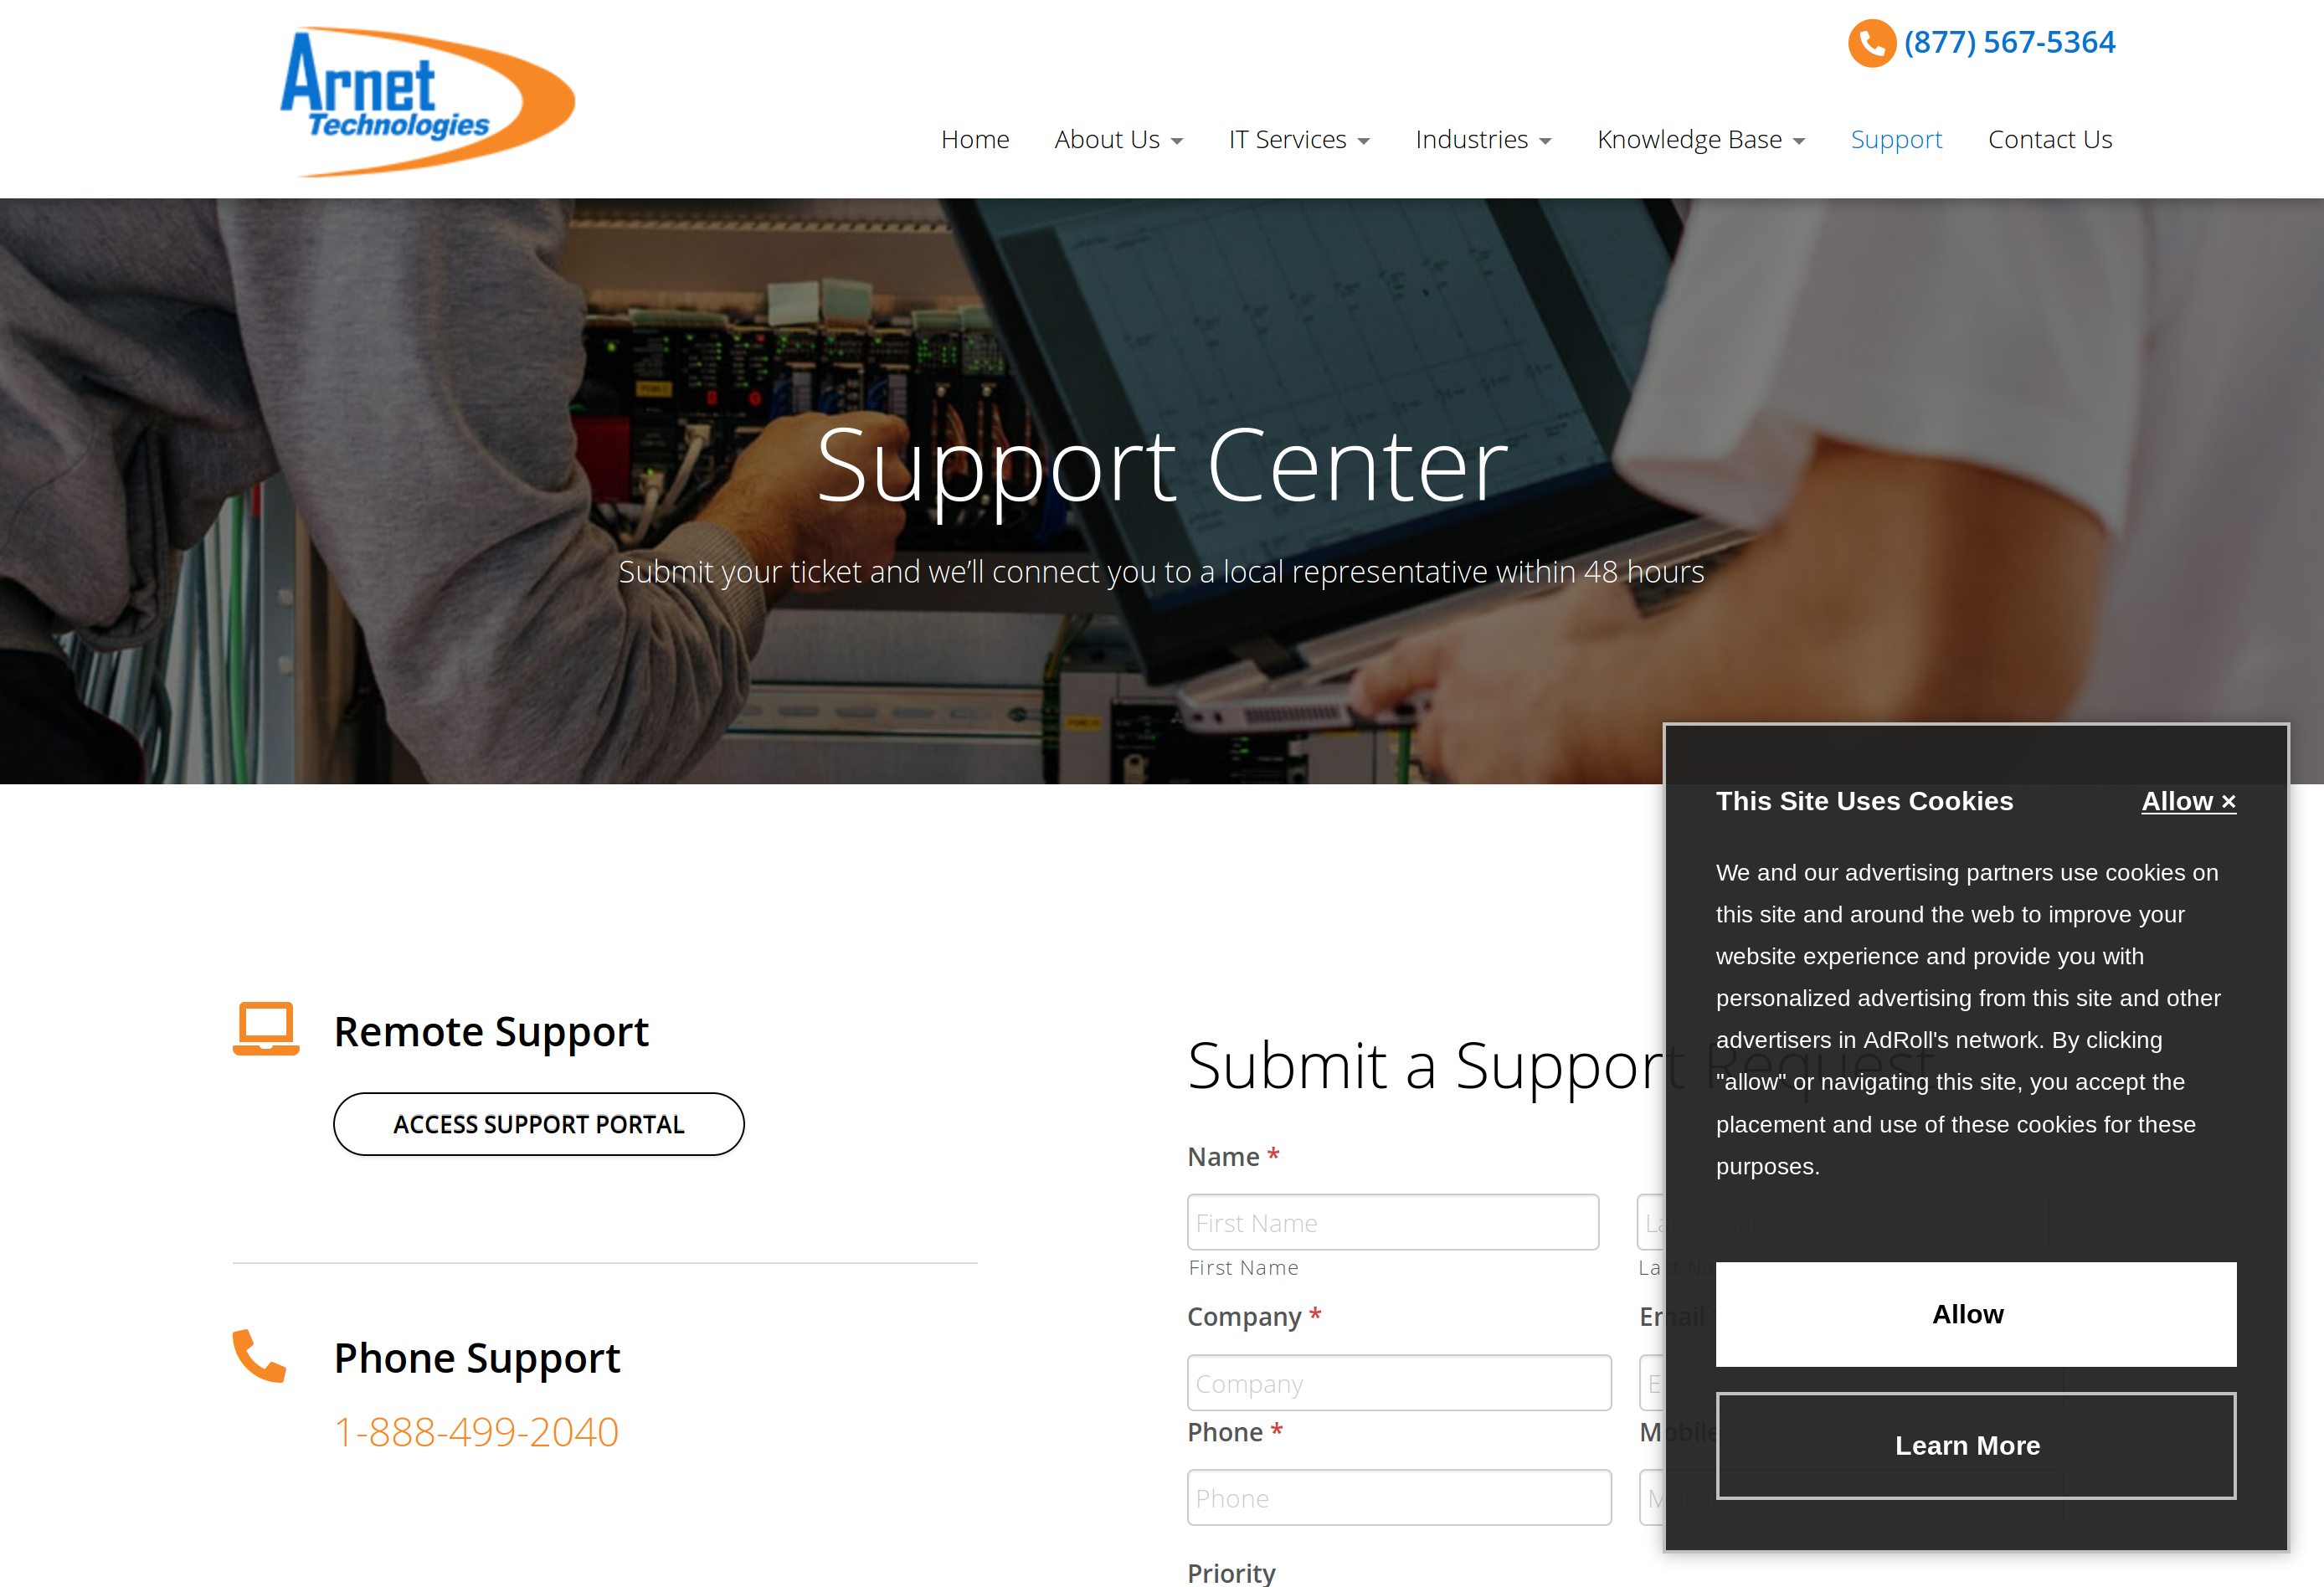 Arnet
Technologies
(877) 567-5364
Home
About Us
IT Services
Industries
Knowledge Base
Support
Contact Us
Support Center
Submit your ticket and we'll connect you to a local representative within 48 hours
This Site Uses Cookies
Allow ×
We and our advertising partners use cookies on
this site and around the web to improve your
website experience and provide you with
personalized advertising from this site and other
advertisers in AdRoll's network. By clicking
"allow" or navigating this site, you accept the
placement and use of these cookies for these
purposes.
Allow
Learn More
Remote Support
ACCESS SUPPORT PORTAL
Phone Support
1-888-499-2040
Submit a Support Request
Name *
First Name
First Name
Company *
Email
Company
Phone *
Mobile
Phone
Priority